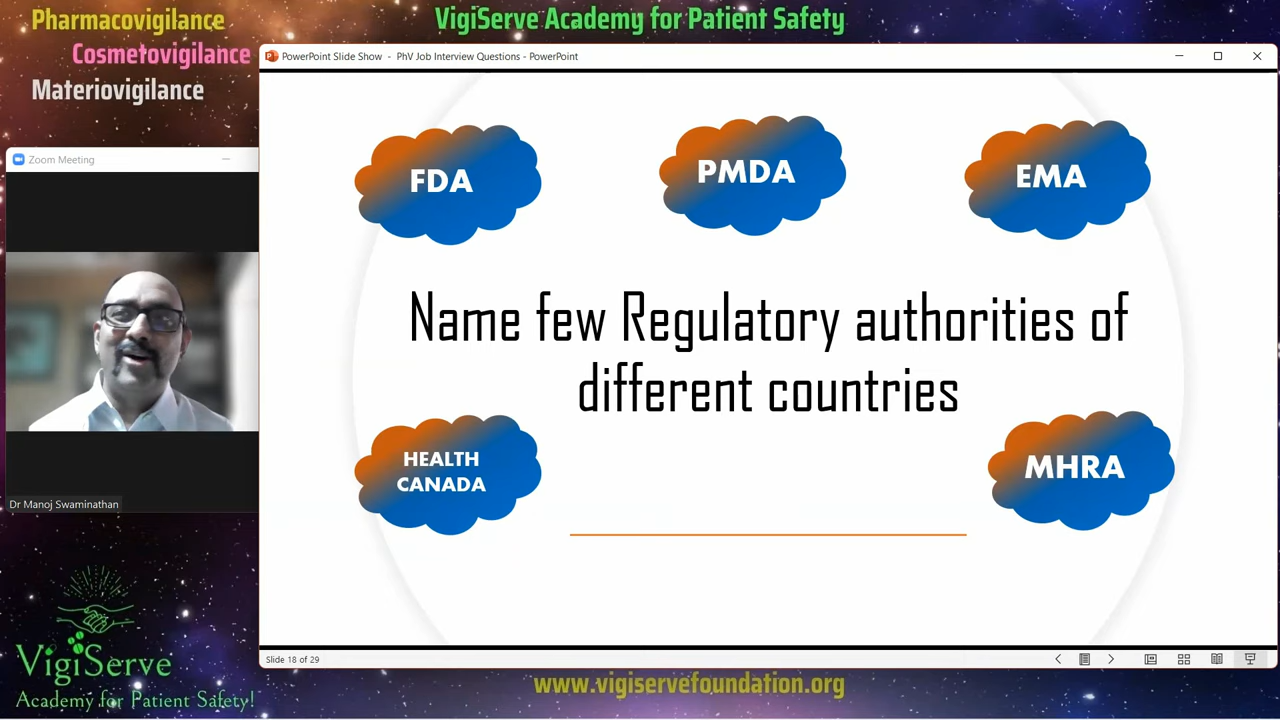 Pharmacovigilance
Cosmetovigilance
Materiovigilance
VigiServe Academy for Patient Safety
PowerPoint Slide Show - PhV Job Interview Questions - PowerPoint
Zoom Meeting
Dr Manoj Swaminathan
FDA
PMDA
EMA
Name few Regulatory authorities of
different countries
HEALTH
CANADA
MHRA
Slide 18 of 29
VigiServe
Academy for Patient Safety!
www.vigiservefoundation.org